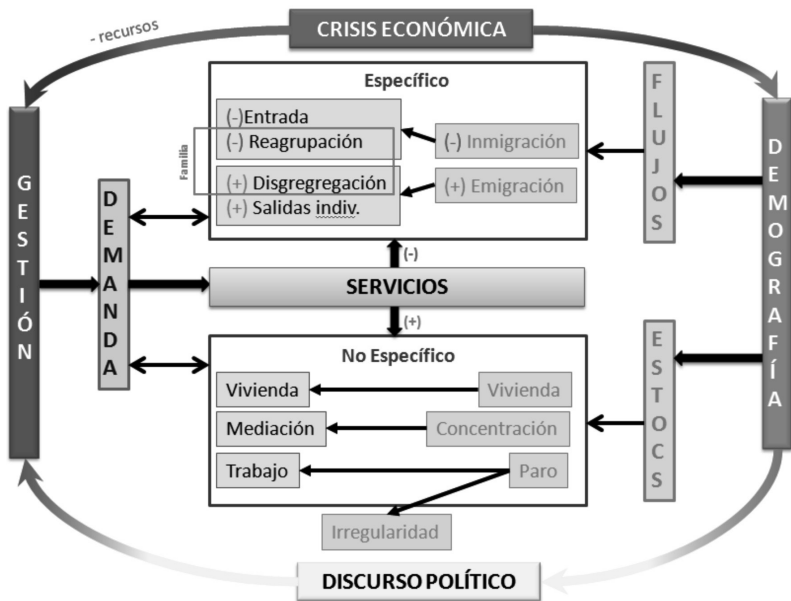 CRISIS ECONÓMICA
- recursos
Específico
(-)Entrada
(-) Reagrupación
(-) Inmigración
Familia
(+) Disgregregación
(+) Emigración
(+) Salidas indiv.
FLUJOS
GESTIÓN
DEMANDA
DEMOGRAFÍA
(-)
SERVICIOS
(+)
No Específico
Vivienda
Vivienda
Mediación
Concentración
Trabajo
Paro
Irregularidad
ESTOCS
DISCURSO POLÍTICO